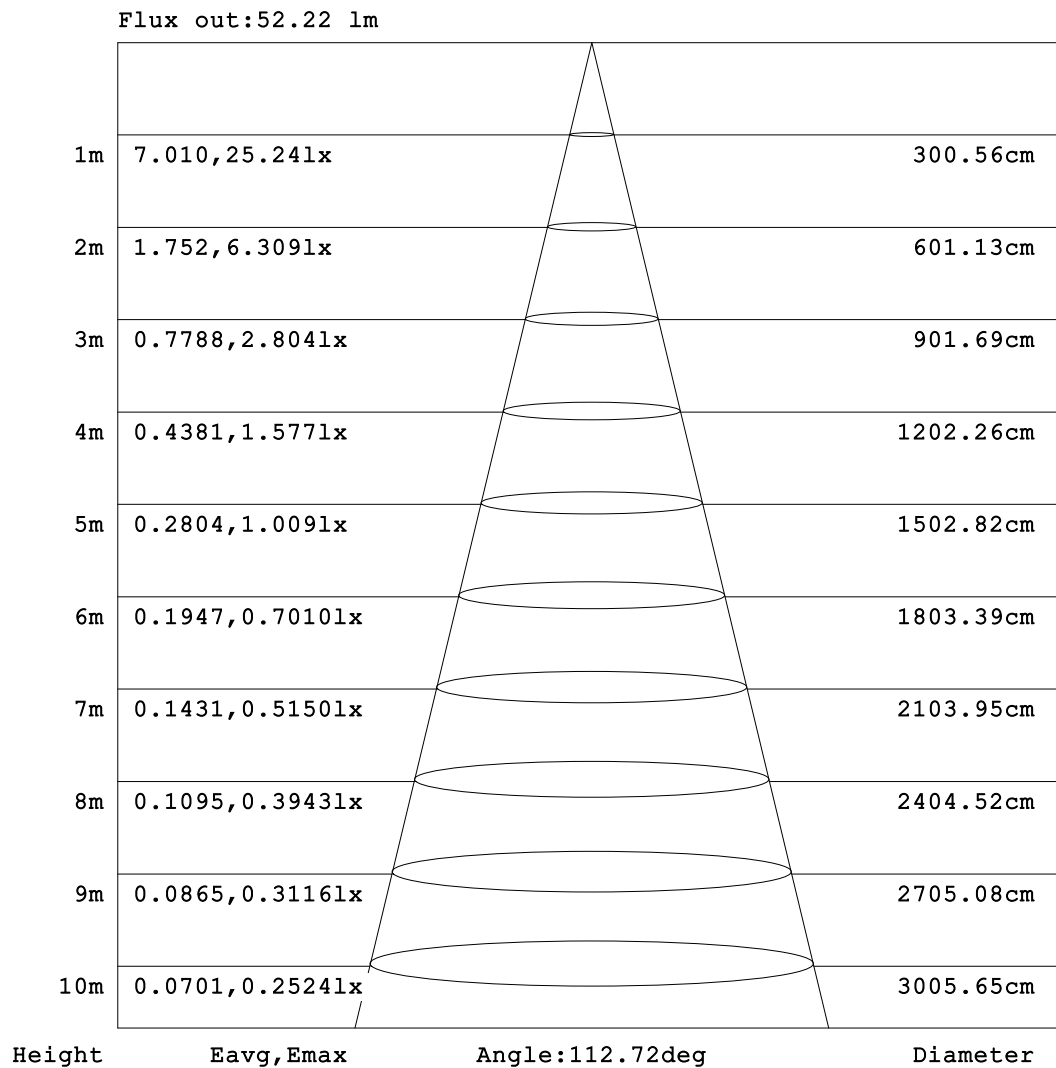 Flux out:52.22 lm
1m 7.010,25.24lx 300.56cm
2m 1.752,6.309lx 601.13cm
3m 0.7788,2.804lx 901.69cm
4m 0.4381,1.577lx 1202.26cm
5m 0.2804,1.009lx 1502.82cm
6m 0.1947,0.7010lx 1803.39cm
7m 0.1431,0.5150lx 2103.95cm
8m 0.1095,0.3943lx 2404.52cm
9m 0.0865,0.3116lx 2705.08cm
10m 0.0701,0.2524lx 3005.65cm
Height Eavg,Emax Angle:112.72deg Diameter